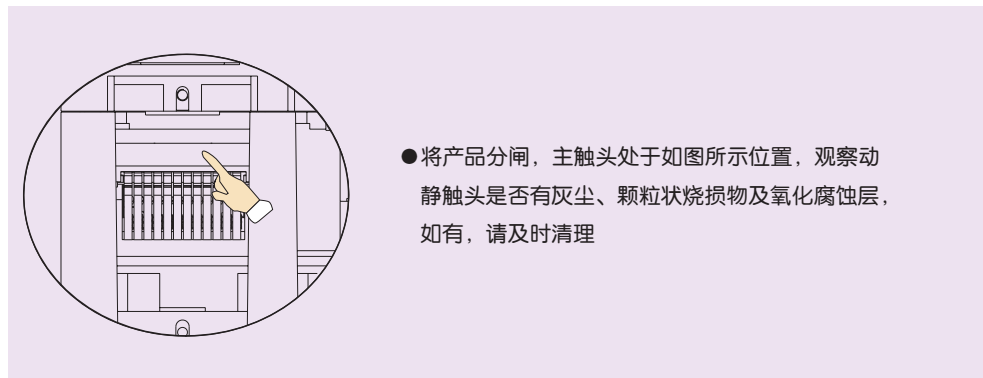 ●将产品分闸，主触头处于如图所示位置，观察动
静触头是否有灰尘、颗粒状烧损物及氧化腐蚀层，
如有，请及时清理